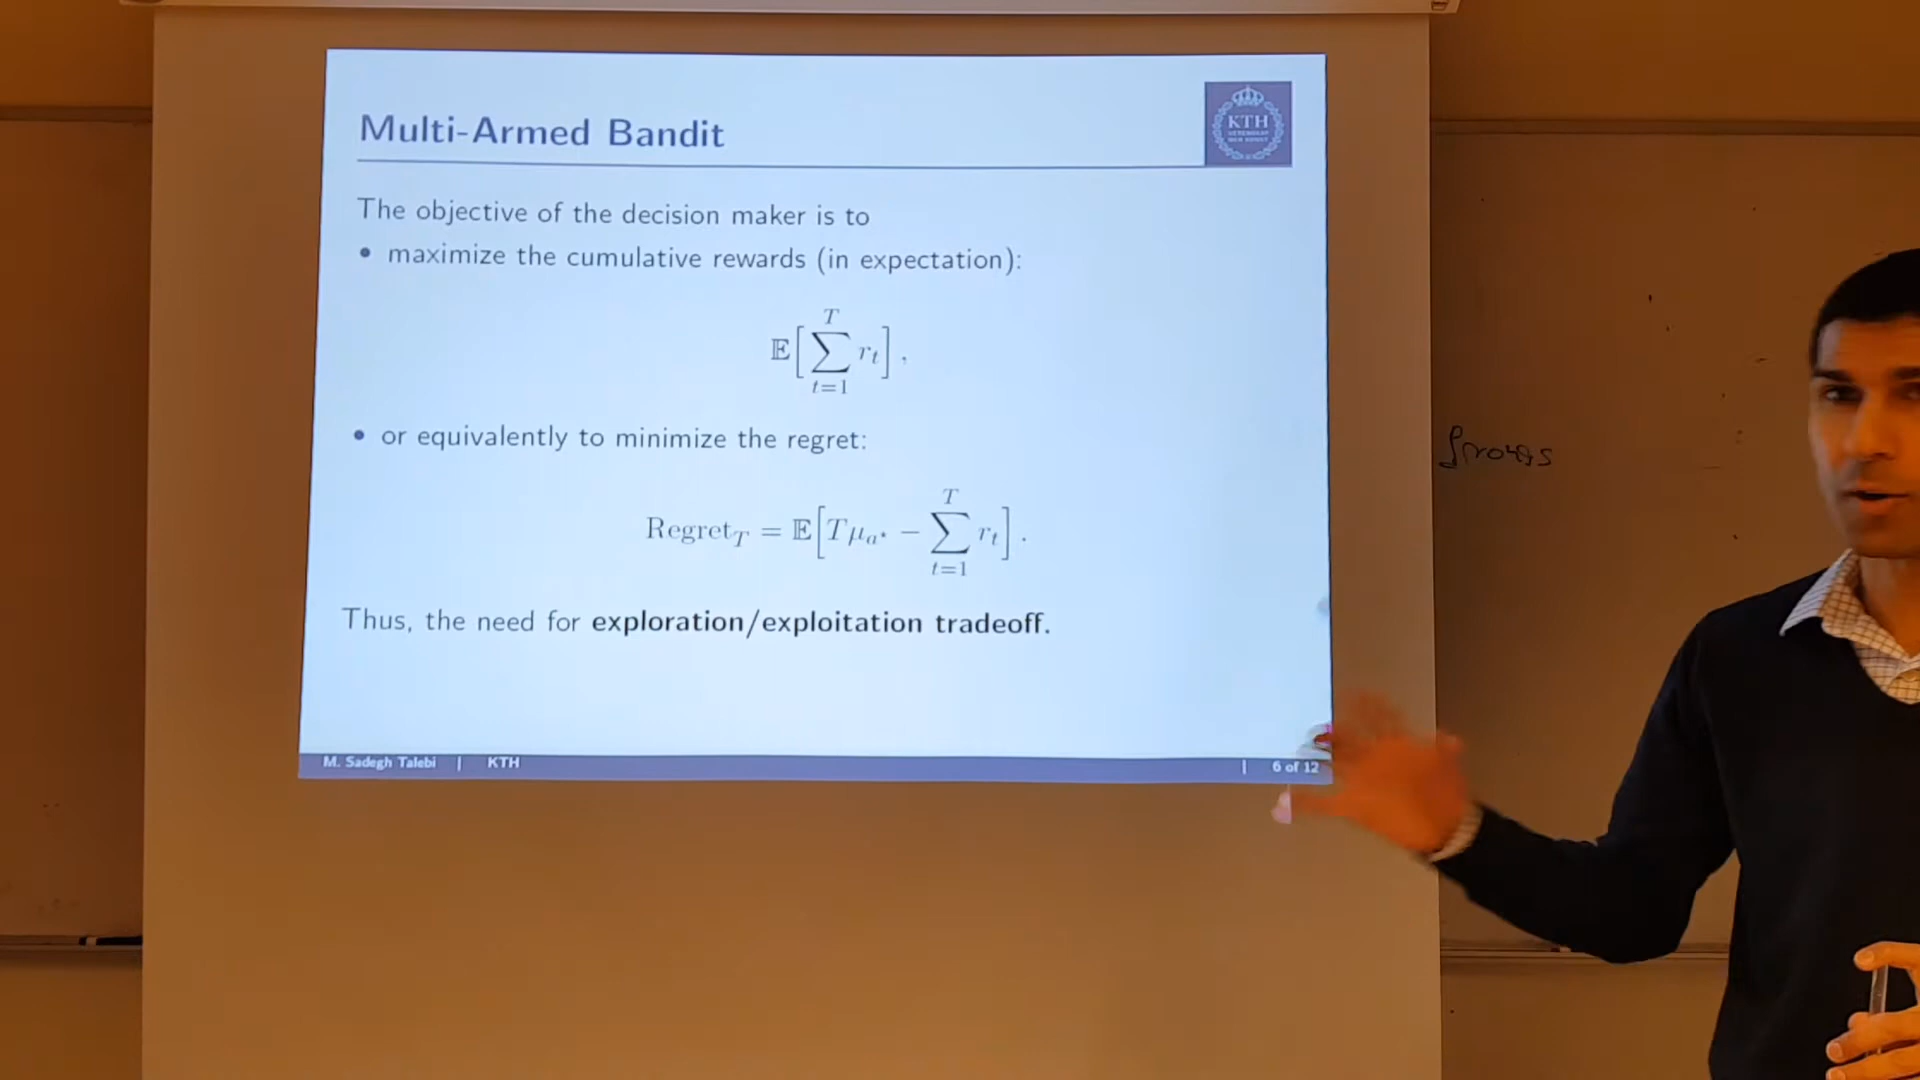 Multi-Armed Bandit
KTH
The objective of the decision maker is to
• maximize the cumulative rewards (in expectation):
𝔼[∑_{t=1}^{T} r_t],
• or equivalently to minimize the regret:
Regret_T = 𝔼[Tμ_{a⋆} − ∑_{t=1}^{T} r_t].
Thus, the need for exploration/exploitation tradeoff.
M. Sadegh Talebi | KTH | 6 of 12